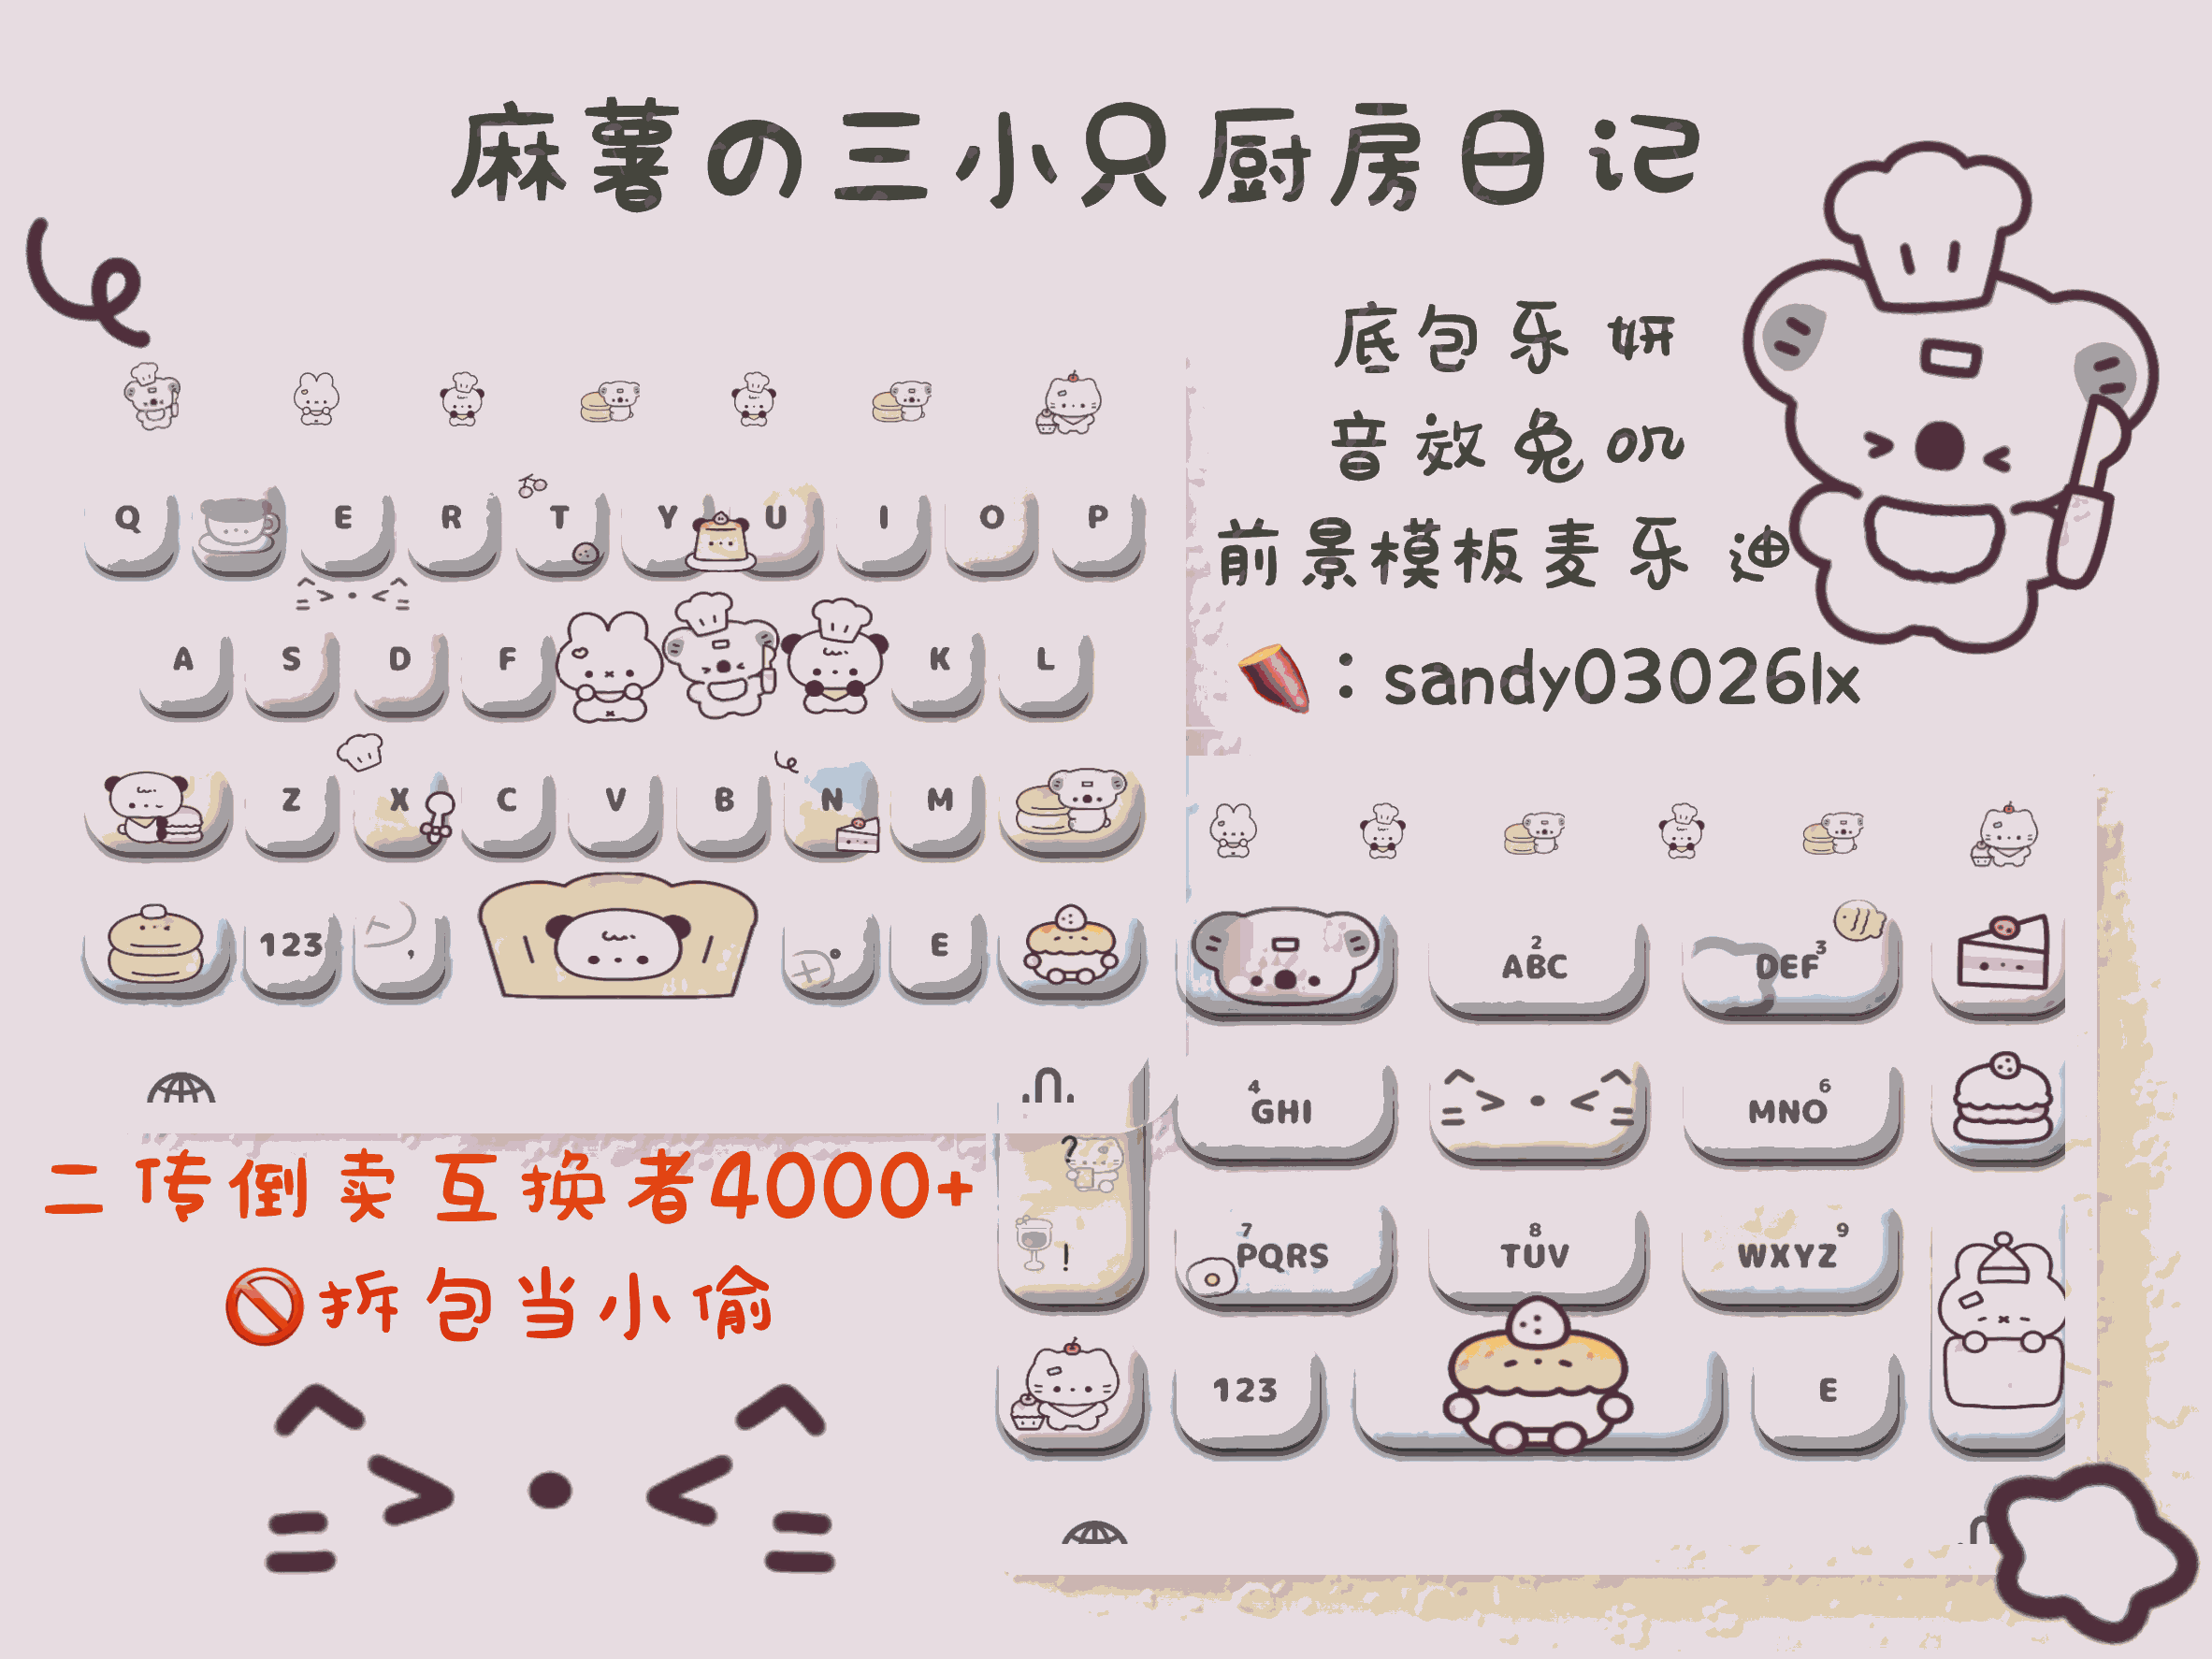 麻薯の三小只厨房日记
底包乐妍
音效兔吖
前景模板麦乐迪
🍠：sandy03026lx
Q E R T Y U I O P
A S D F K L
Z X C V B N M
123 , 。 E
2 ABC
DEF 3
4 GHI
MNO 6
? !
7 PQRS
8 TUV
WXYZ 9
123 E
二传倒卖互换者4000+
🚫拆包当小偷